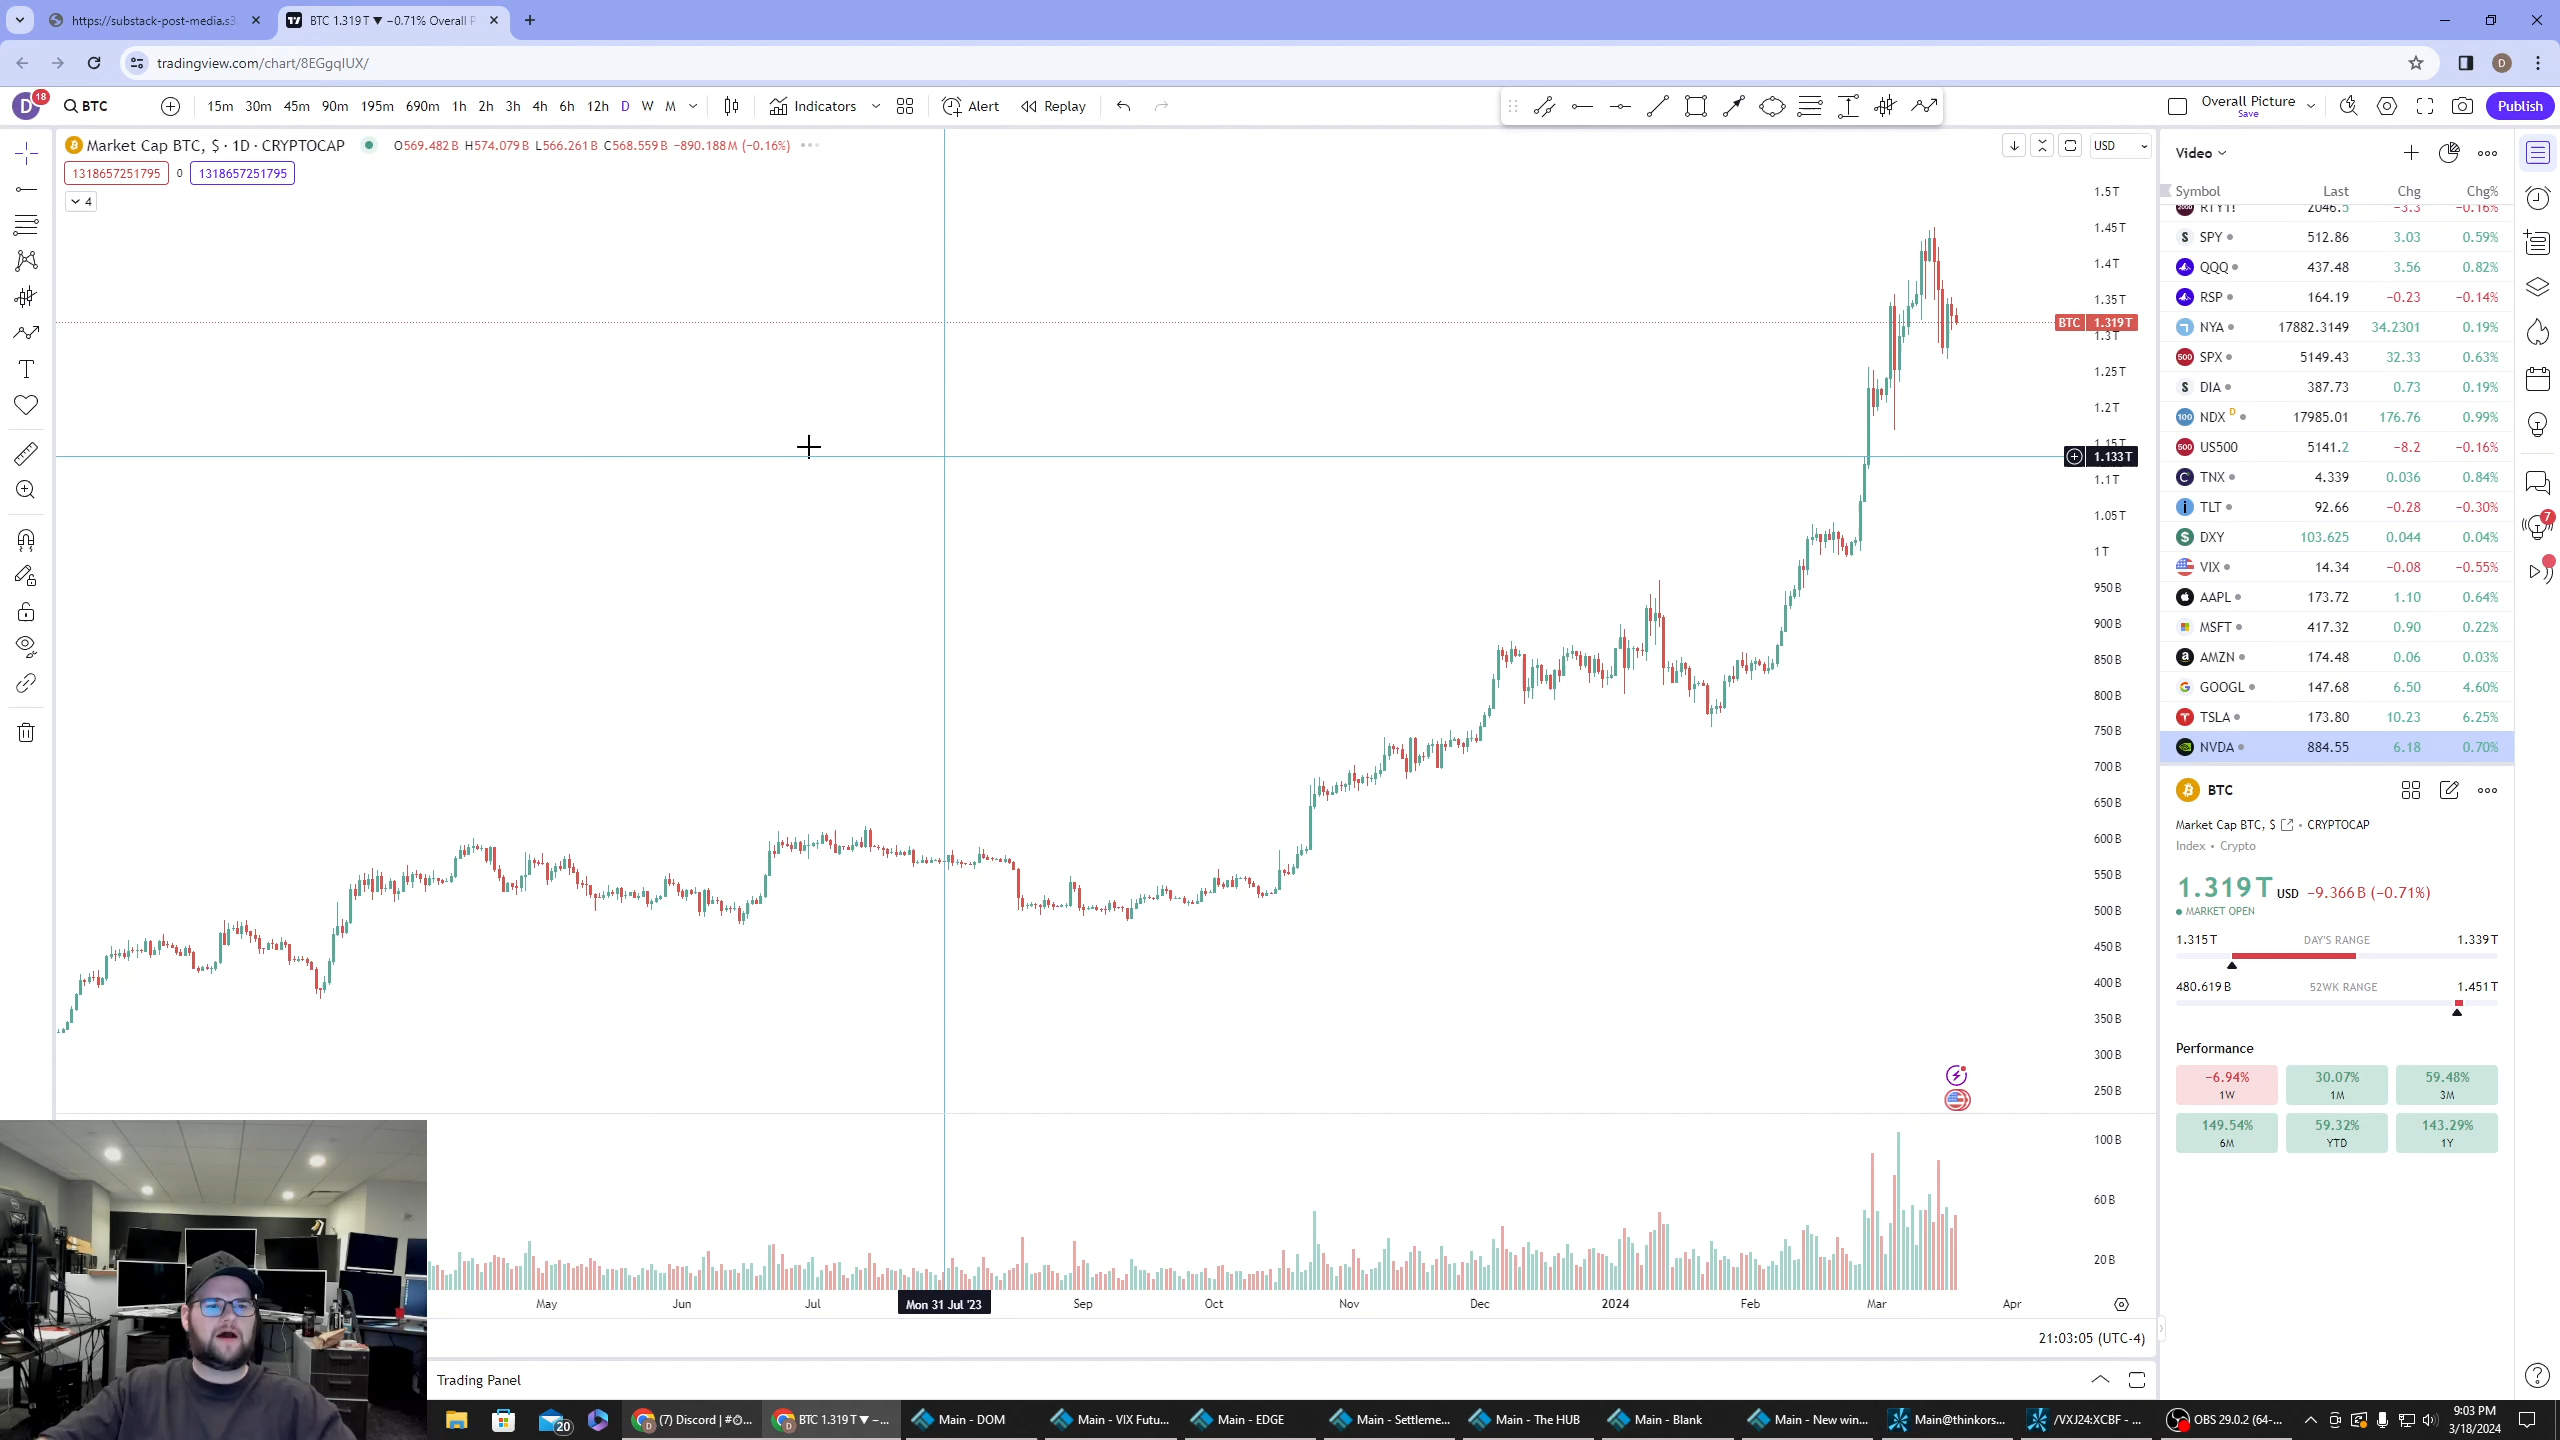 https://substack-post-media.s3.
BTC 1.319 T ▼ −0.71% Overall P
tradingview.com/chart/8EGgqIUX/
D
18
BTC
15m 30m 45m 90m 195m 690m 1h 2h 3h 4h 6h 12h D W M
Indicators
Alert
Replay
Overall Picture
Save
Publish
Market Cap BTC, $ · 1D · CRYPTOCAP
O569.482 B H574.079 B L566.261 B C568.559 B −890.188 M (−0.16%)
1318657251795 0 1318657251795
4
USD
1.5 T
1.45 T
1.4 T
1.35 T
BTC 1.319 T
1.3 T
1.25 T
1.2 T
1.15 T
1.133 T
1.1 T
1.05 T
1 T
950 B
900 B
850 B
800 B
750 B
700 B
650 B
600 B
550 B
500 B
450 B
400 B
350 B
300 B
250 B
100 B
60 B
20 B
May Jun Jul Mon 31 Jul '23 Sep Oct Nov Dec 2024 Feb Mar Apr
21:03:05 (UTC-4)
Trading Panel
Video
Symbol Last Chg Chg%
RTY1! 2046.5 −3.3 −0.16%
SPY 512.86 3.03 0.59%
QQQ 437.48 3.56 0.82%
RSP 164.19 −0.23 −0.14%
NYA 17882.3149 34.2301 0.19%
SPX 5149.43 32.33 0.63%
DIA 387.73 0.73 0.19%
NDX D 17985.01 176.76 0.99%
US500 5141.2 −8.2 −0.16%
TNX 4.339 0.036 0.84%
TLT 92.66 −0.28 −0.30%
DXY 103.625 0.044 0.04%
VIX 14.34 −0.08 −0.55%
AAPL 173.72 1.10 0.64%
MSFT 417.32 0.90 0.22%
AMZN 174.48 0.06 0.03%
GOOGL 147.68 6.50 4.60%
TSLA 173.80 10.23 6.25%
NVDA 884.55 6.18 0.70%
7
BTC
Market Cap BTC, $ • CRYPTOCAP
Index • Crypto
1.319 T USD −9.366 B (−0.71%)
MARKET OPEN
1.315 T DAY'S RANGE 1.339 T
480.619 B 52WK RANGE 1.451 T
Performance
−6.94% 30.07% 59.48%
1W 1M 3M
149.54% 59.32% 143.29%
6M YTD 1Y
20
(7) Discord | #
BTC 1.319 T ▼ −...
Main - DOM
Main - VIX Futu...
Main - EDGE
Main - Settleme...
Main - The HUB
Main - Blank
Main - New win...
Main@thinkors...
/VXJ24:XCBF - ...
OBS 29.0.2 (64-...
9:03 PM
3/18/2024